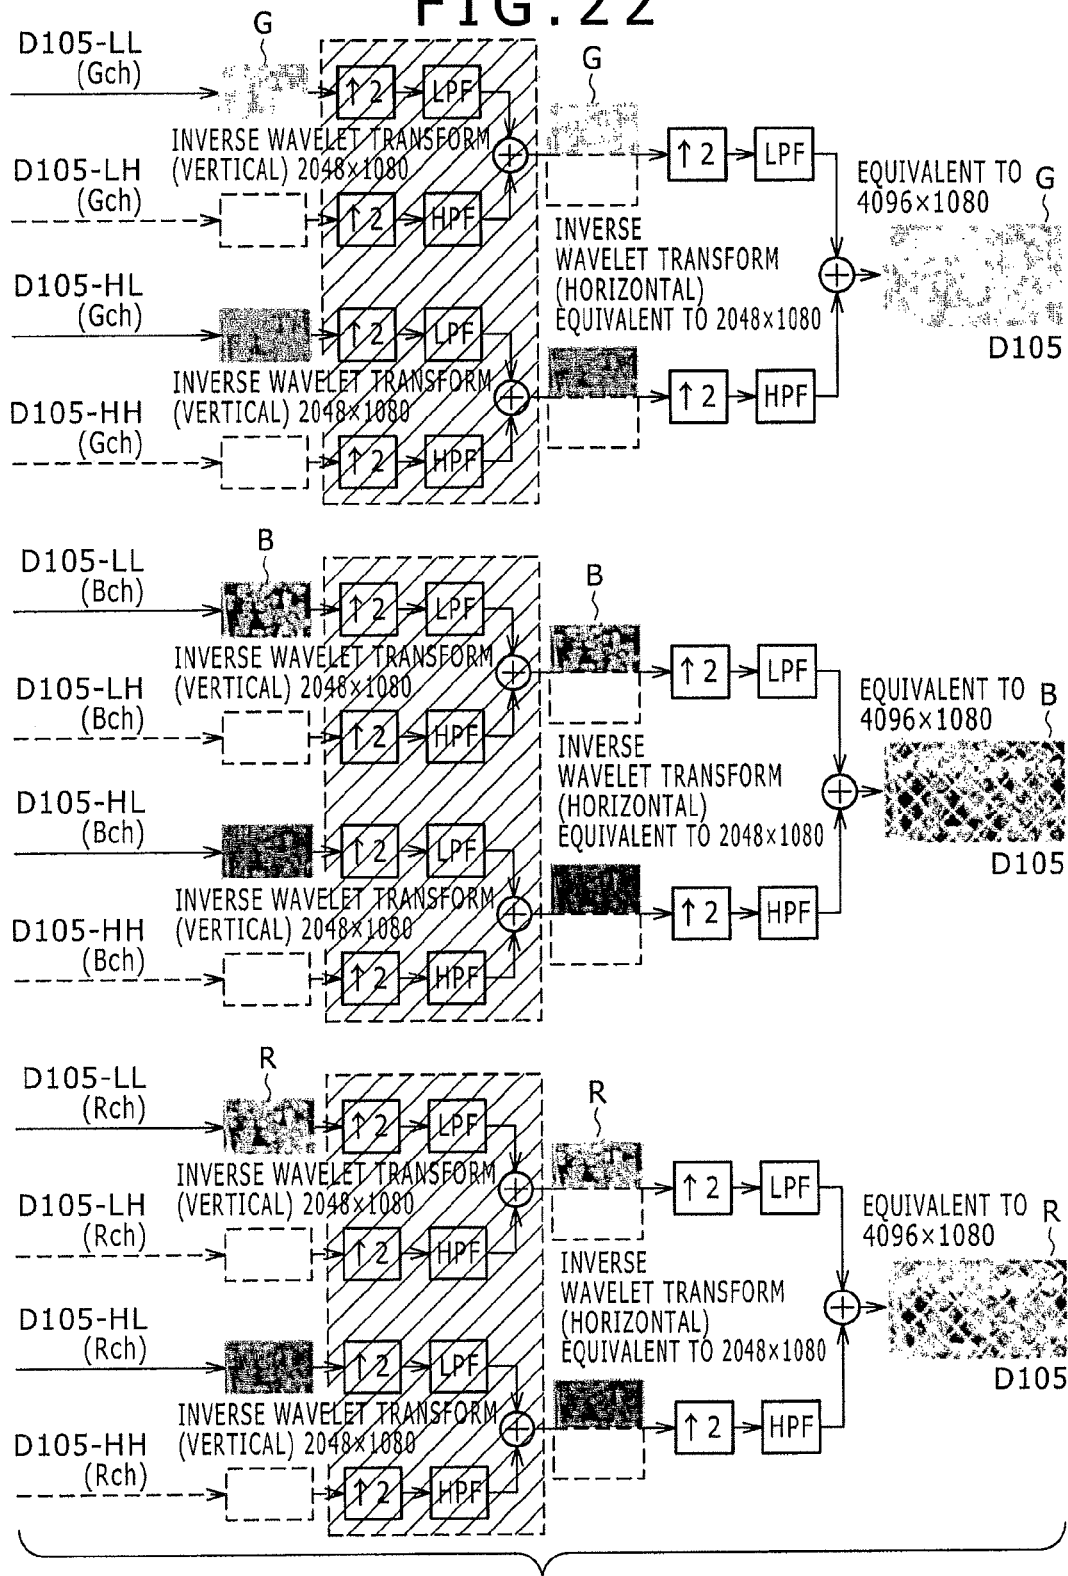 FIG.22
D105-LL
(Gch)
G
↑2
LPF
INVERSE WAVELET TRANSFORM
(VERTICAL) 2048×1080
D105-LH
(Gch)
↑2
HPF
G
↑2
LPF
EQUIVALENT TO
4096×1080
G
D105
INVERSE
WAVELET TRANSFORM
(HORIZONTAL)
EQUIVALENT TO 2048×1080
D105-HL
(Gch)
↑2
LPF
INVERSE WAVELET TRANSFORM
(VERTICAL) 2048×1080
D105-HH
(Gch)
↑2
HPF
↑2
HPF
D105-LL
(Bch)
B
↑2
LPF
INVERSE WAVELET TRANSFORM
(VERTICAL) 2048×1080
D105-LH
(Bch)
↑2
HPF
B
↑2
LPF
EQUIVALENT TO
4096×1080
B
D105
INVERSE
WAVELET TRANSFORM
(HORIZONTAL)
EQUIVALENT TO 2048×1080
D105-HL
(Bch)
↑2
LPF
INVERSE WAVELET TRANSFORM
(VERTICAL) 2048×1080
D105-HH
(Bch)
↑2
HPF
↑2
HPF
D105-LL
(Rch)
R
↑2
LPF
INVERSE WAVELET TRANSFORM
(VERTICAL) 2048×1080
D105-LH
(Rch)
↑2
HPF
R
↑2
LPF
EQUIVALENT TO
4096×1080
R
D105
INVERSE
WAVELET TRANSFORM
(HORIZONTAL)
EQUIVALENT TO 2048×1080
D105-HL
(Rch)
↑2
LPF
INVERSE WAVELET TRANSFORM
(VERTICAL) 2048×1080
D105-HH
(Rch)
↑2
HPF
↑2
HPF